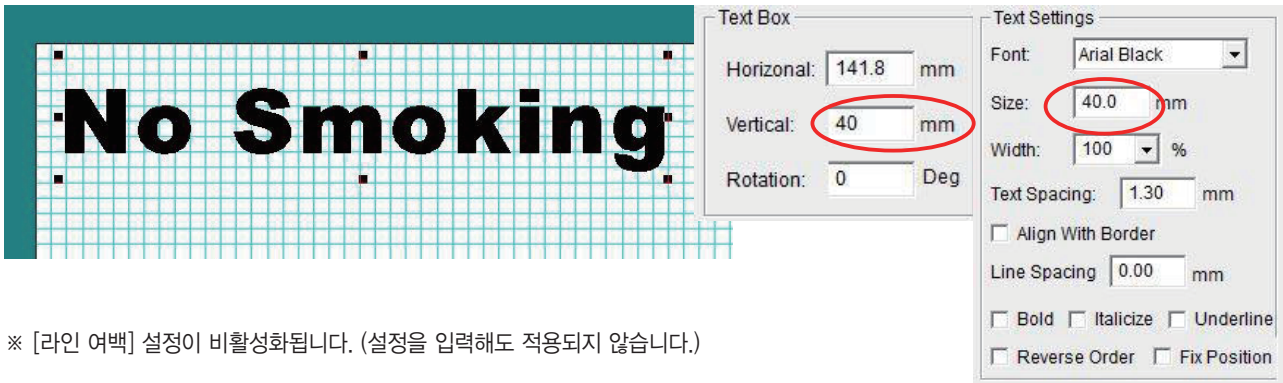 No Smoking
Text Box
Horizonal: 141.8 mm
Vertical: 40 mm
Rotation: 0 Deg
Text Settings
Font: Arial Black
Size: 40.0 mm
Width: 100 %
Text Spacing: 1.30 mm
Align With Border
Line Spacing 0.00 mm
Bold Italicize Underline
Reverse Order Fix Position
※ [라인 여백] 설정이 비활성화됩니다. (설정을 입력해도 적용되지 않습니다.)